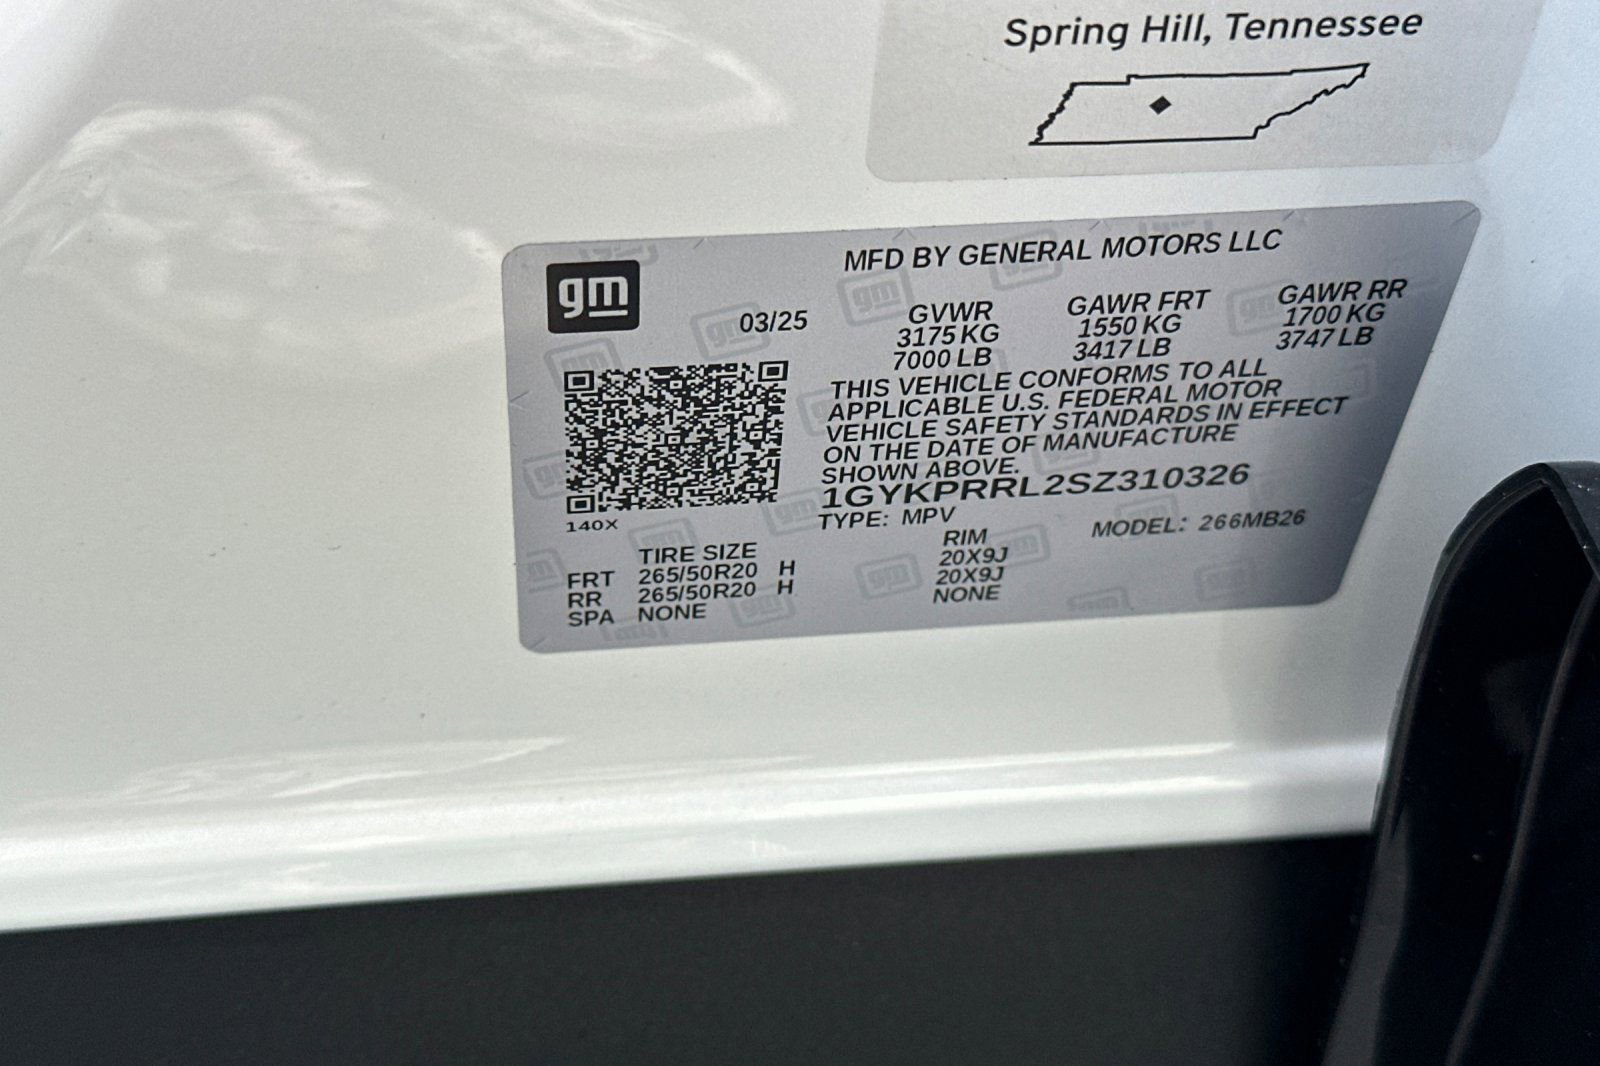 Spring Hill, Tennessee
gm
MFD BY GENERAL MOTORS LLC
03/25
GVWR GAWR FRT GAWR RR
3175 KG 1550 KG 1700 KG
7000 LB 3417 LB 3747 LB
THIS VEHICLE CONFORMS TO ALL
APPLICABLE U.S. FEDERAL MOTOR
VEHICLE SAFETY STANDARDS IN EFFECT
ON THE DATE OF MANUFACTURE
SHOWN ABOVE.
1GYKPRRL2SZ310326
140X
TYPE: MPV MODEL: 266MB26
TIRE SIZE RIM
FRT 265/50R20 H 20X9J
RR 265/50R20 H 20X9J
SPA NONE NONE